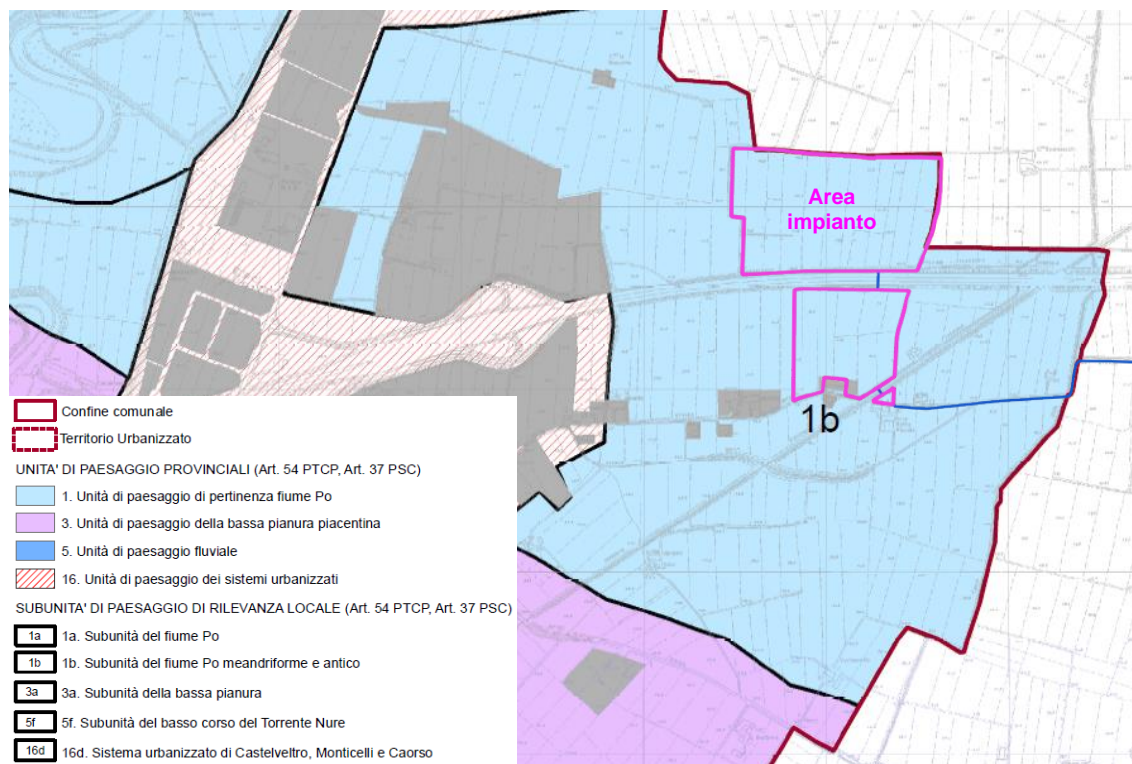 Area
impianto
1b
Confine comunale
Territorio Urbanizzato
UNITA' DI PAESAGGIO PROVINCIALI (Art. 54 PTCP, Art. 37 PSC)
1. Unità di paesaggio di pertinenza fiume Po
3. Unità di paesaggio della bassa pianura piacentina
5. Unità di paesaggio fluviale
16. Unità di paesaggio dei sistemi urbanizzati
SUBUNITA' DI PAESAGGIO DI RILEVANZA LOCALE (Art. 54 PTCP, Art. 37 PSC)
1a 1a. Subunità del fiume Po
1b 1b. Subunità del fiume Po meandriforme e antico
3a 3a. Subunità della bassa pianura
5f 5f. Subunità del basso corso del Torrente Nure
16d 16d. Sistema urbanizzato di Castelveltro, Monticelli e Caorso